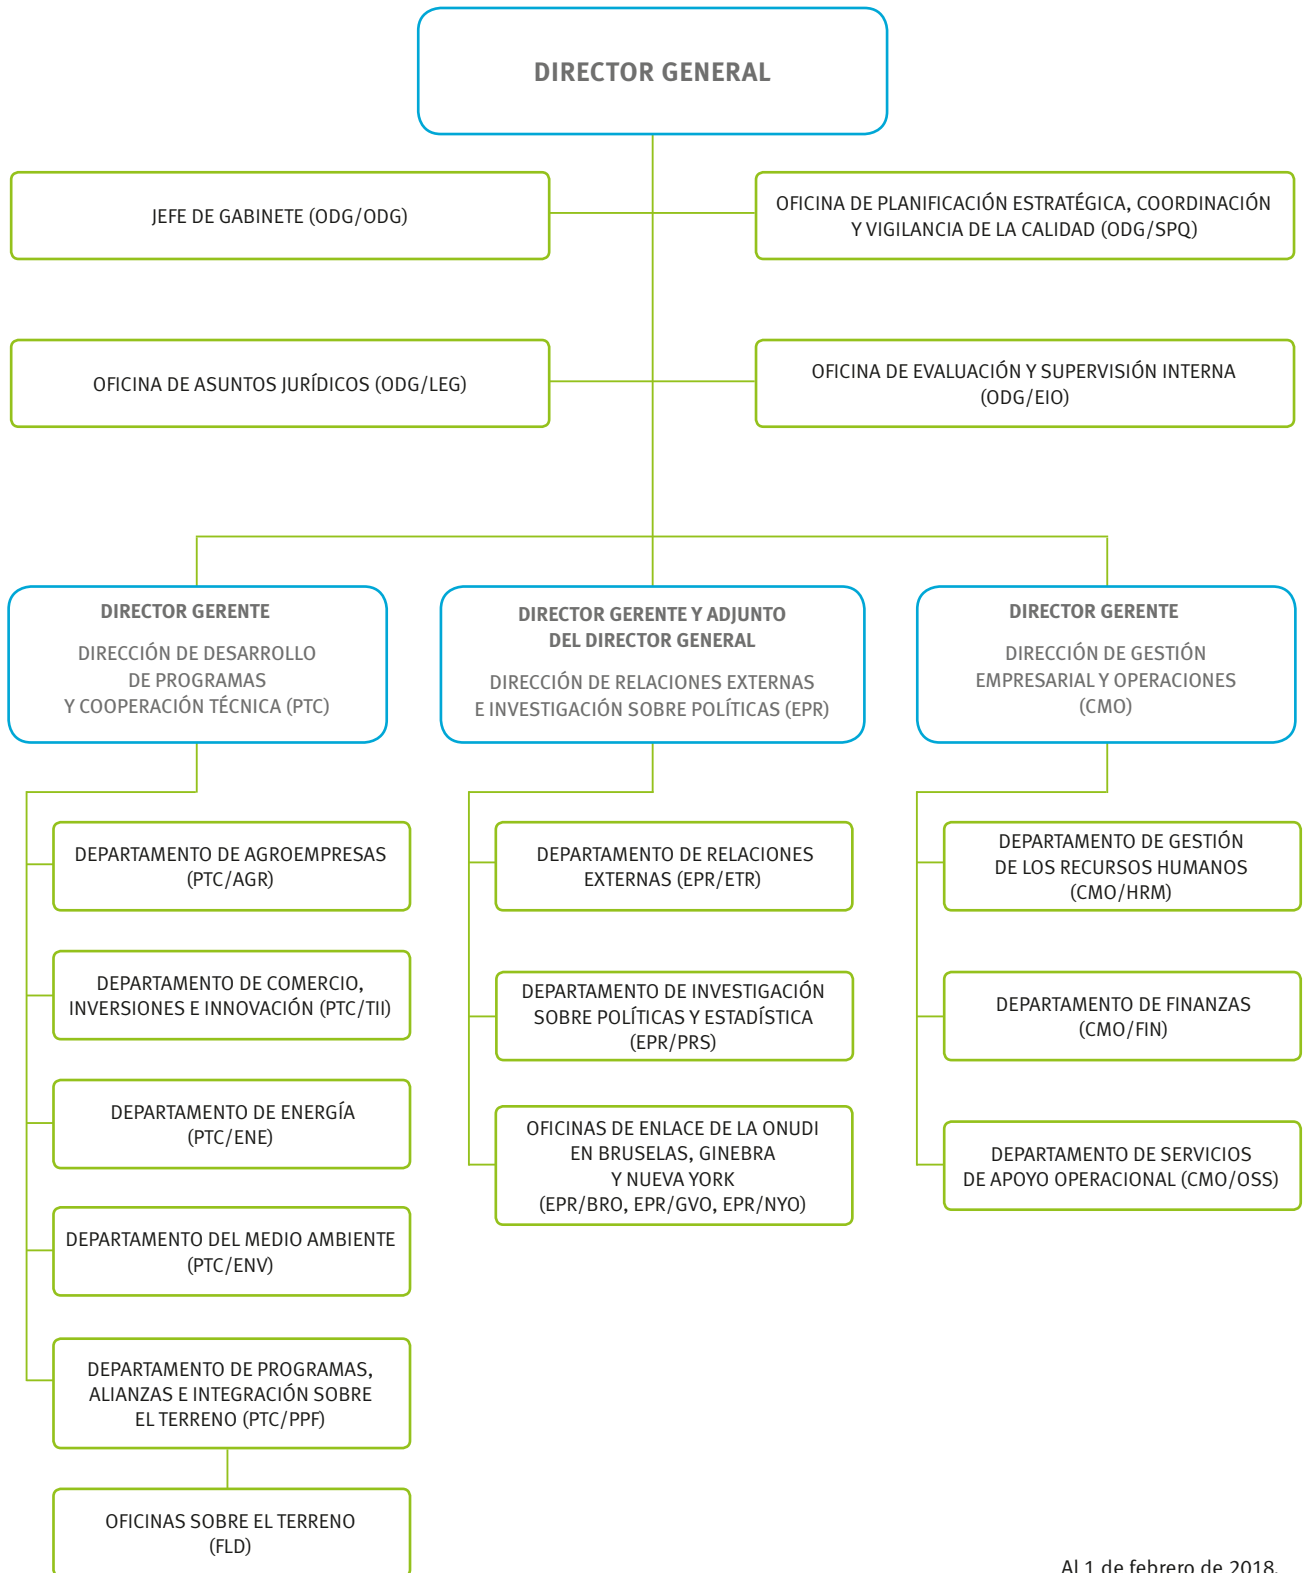 DIRECTOR GENERAL
JEFE DE GABINETE (ODG/ODG)
OFICINA DE PLANIFICACIÓN ESTRATÉGICA, COORDINACIÓN
Y VIGILANCIA DE LA CALIDAD (ODG/SPQ)
OFICINA DE ASUNTOS JURÍDICOS (ODG/LEG)
OFICINA DE EVALUACIÓN Y SUPERVISIÓN INTERNA
(ODG/EIO)
DIRECTOR GERENTE
DIRECCIÓN DE DESARROLLO
DE PROGRAMAS
Y COOPERACIÓN TÉCNICA (PTC)
DIRECTOR GERENTE Y ADJUNTO
DEL DIRECTOR GENERAL
DIRECCIÓN DE RELACIONES EXTERNAS
E INVESTIGACIÓN SOBRE POLÍTICAS (EPR)
DIRECTOR GERENTE
DIRECCIÓN DE GESTIÓN
EMPRESARIAL Y OPERACIONES
(CMO)
DEPARTAMENTO DE AGROEMPRESAS
(PTC/AGR)
DEPARTAMENTO DE COMERCIO,
INVERSIONES E INNOVACIÓN (PTC/TII)
DEPARTAMENTO DE ENERGÍA
(PTC/ENE)
DEPARTAMENTO DEL MEDIO AMBIENTE
(PTC/ENV)
DEPARTAMENTO DE PROGRAMAS,
ALIANZAS E INTEGRACIÓN SOBRE
EL TERRENO (PTC/PPF)
OFICINAS SOBRE EL TERRENO
(FLD)
DEPARTAMENTO DE RELACIONES
EXTERNAS (EPR/ETR)
DEPARTAMENTO DE INVESTIGACIÓN
SOBRE POLÍTICAS Y ESTADÍSTICA
(EPR/PRS)
OFICINAS DE ENLACE DE LA ONUDI
EN BRUSELAS, GINEBRA
Y NUEVA YORK
(EPR/BRO, EPR/GVO, EPR/NYO)
DEPARTAMENTO DE GESTIÓN
DE LOS RECURSOS HUMANOS
(CMO/HRM)
DEPARTAMENTO DE FINANZAS
(CMO/FIN)
DEPARTAMENTO DE SERVICIOS
DE APOYO OPERACIONAL (CMO/OSS)
Al 1 de febrero de 2018.